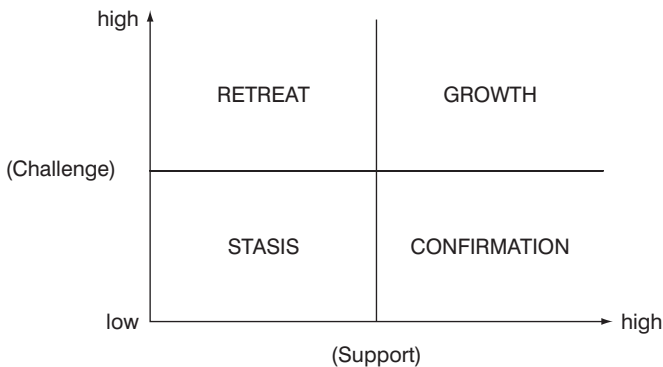 high
RETREAT GROWTH
(Challenge)
STASIS CONFIRMATION
low high
(Support)